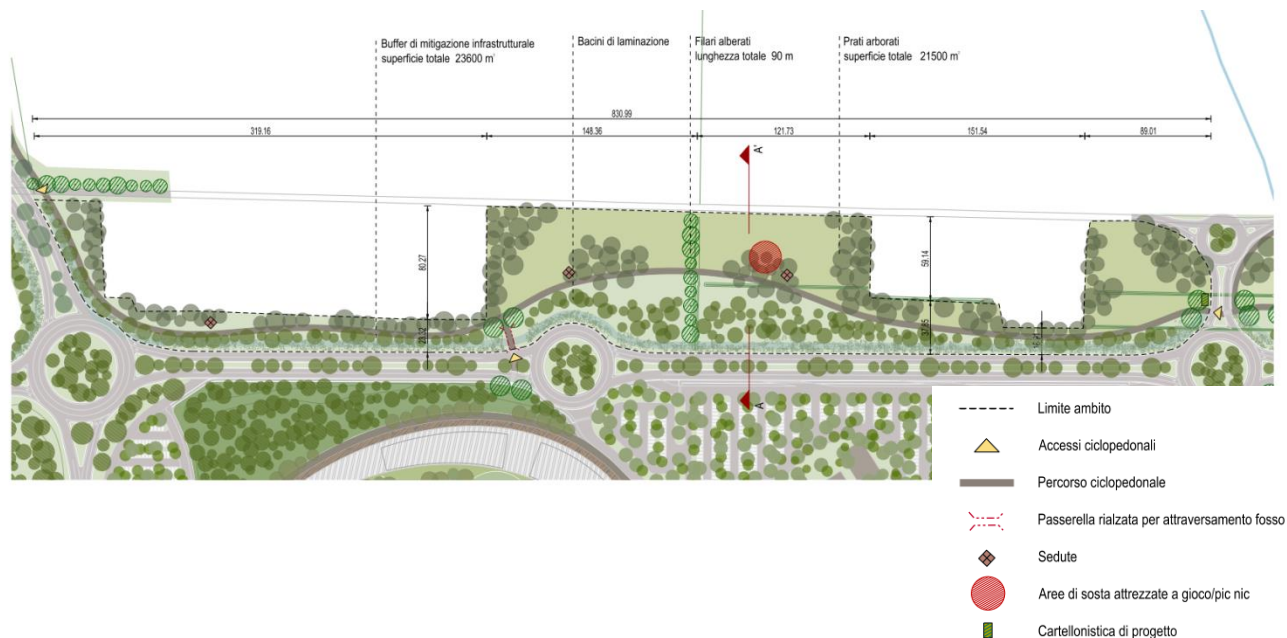 Buffer di mitigazione infrastrutturale
superficie totale 23600 m²
Bacini di laminazione
Filari alberati
lunghezza totale 90 m
Prati arborati
superficie totale 21500 m²
830.99
319.16
148.36
121.73
151.54
89.01
A'
80.27
59.14
A
Limite ambito
Accessi ciclopedonali
Percorso ciclopedonale
Passerella rialzata per attraversamento fosso
Sedute
Aree di sosta attrezzate a gioco/pic nic
Cartellonistica di progetto